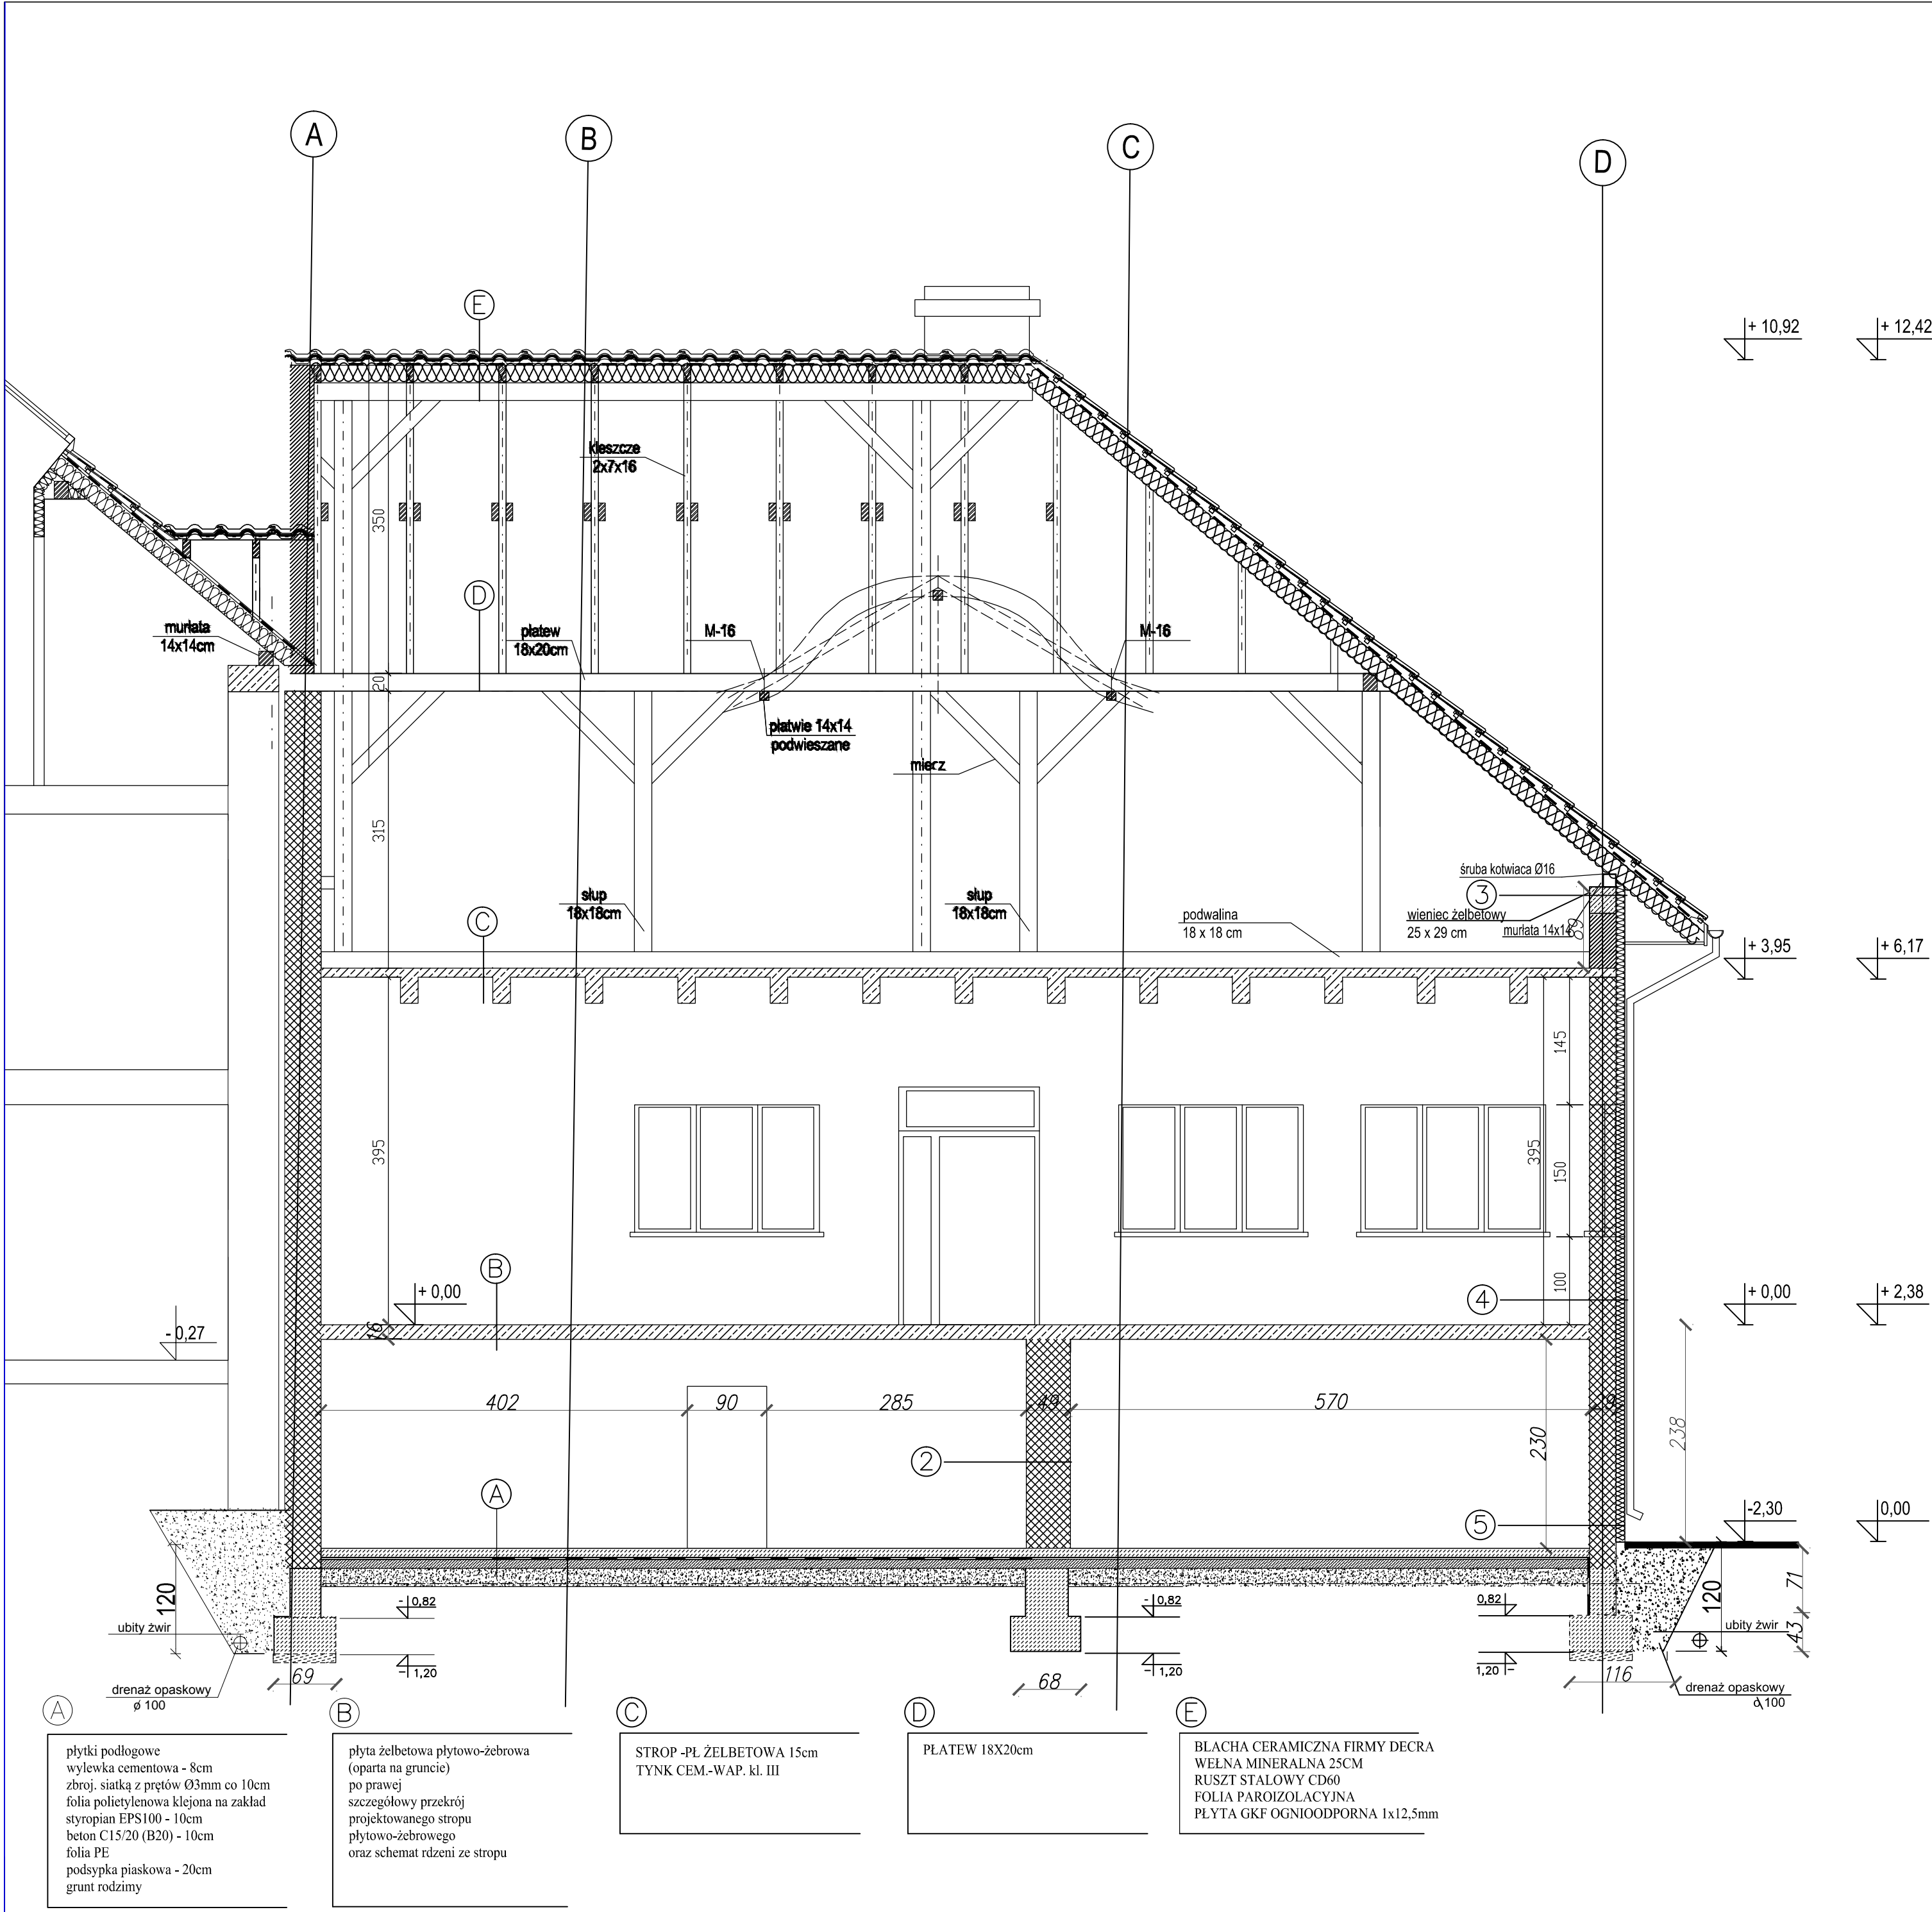 A
B
C
D
E
+ 10,92
+ 12,42
kleszcze
2x7x16
350
D
murłata
14x14cm
płatew
18x20cm
M-16
M-16
20
płatwie 14x14
podwieszane
miecz
315
słup
18x18cm
słup
18x18cm
C
podwalina
18 x 18 cm
śruba kotwiaca Ø16
3
wieniec żelbetowy
25 x 29 cm
murłata 14x14
+ 3,95
+ 6,17
145
395
395
150
100
B
+ 0,00
4
+ 0,00
+ 2,38
- 0,27
16
402
90
285
49
570
238
230
2
A
5
-2,30
0,00
120
- 0,82
- 0,82
0,82
120
71
ubity żwir
ubity żwir
43
- 1,20
- 1,20
1,20 -
69
68
116
drenaż opaskowy
ø 100
drenaż opaskowy
100
A
płytki podłogowe
wylewka cementowa - 8cm
zbroj. siatką z prętów Ø3mm co 10cm
folia polietylenowa klejona na zakład
styropian EPS100 - 10cm
beton C15/20 (B20) - 10cm
folia PE
podsypka piaskowa - 20cm
grunt rodzimy
B
płyta żelbetowa płytowo-żebrowa
(oparta na gruncie)
po prawej
szczegółowy przekrój
projektowanego stropu
płytowo-żebrowego
oraz schemat rdzeni ze stropu
C
STROP -PŁ ŻELBETOWA 15cm
TYNK CEM.-WAP. kl. III
D
PŁATEW 18X20cm
E
BLACHA CERAMICZNA FIRMY DECRA
WEŁNA MINERALNA 25CM
RUSZT STALOWY CD60
FOLIA PAROIZOLACYJNA
PŁYTA GKF OGNIOODPORNA 1x12,5mm